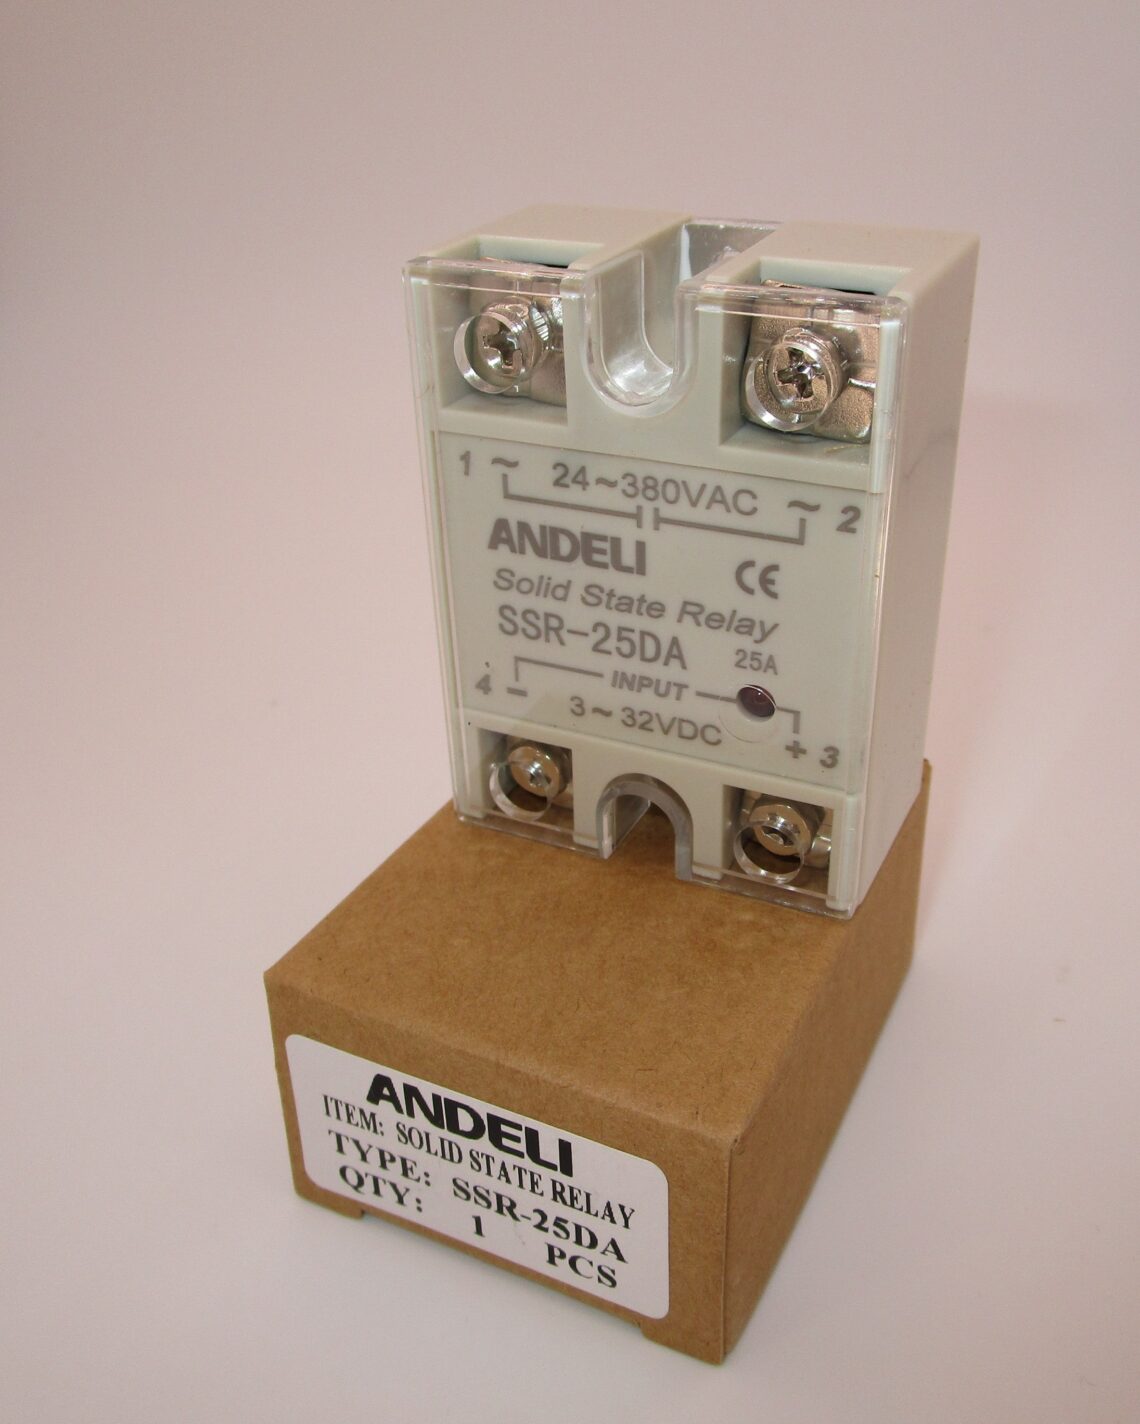 1 ~ 24~380VAC ~ 2
ANDELI
CE
Solid State Relay
SSR-25DA 25A
4 - INPUT + 3
3~32VDC
ANDELI
ITEM: SOLID STATE RELAY
TYPE: SSR-25DA
QTY: 1 PCS